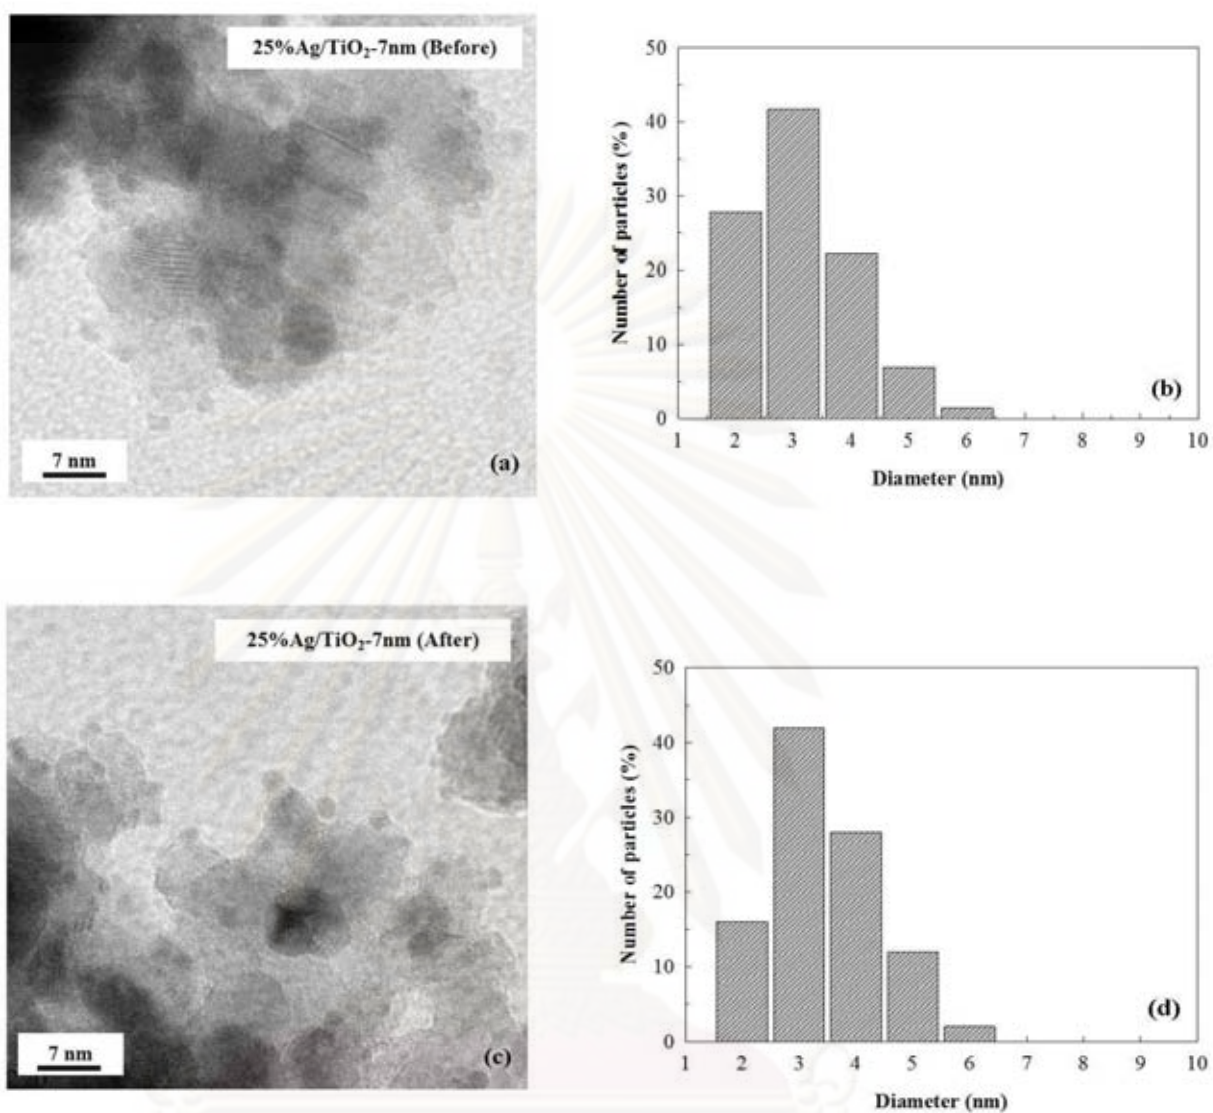 25%Ag/TiO₂-7nm (Before)
7 nm
(a)
50
40
30
20
10
0
Number of particles (%)
1 2 3 4 5 6 7 8 9 10
Diameter (nm)
(b)
25%Ag/TiO₂-7nm (After)
7 nm
(c)
50
40
30
20
10
0
Number of particles (%)
1 2 3 4 5 6 7 8 9 10
Diameter (nm)
(d)